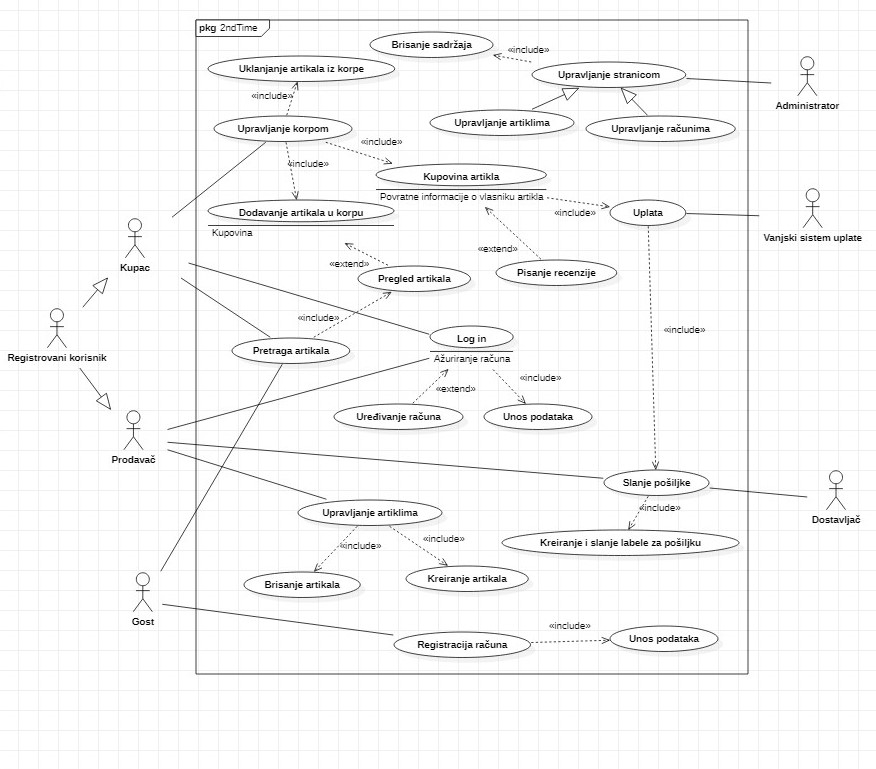 pkg 2ndTime
Brisanje sadržaja
«include»
Uklanjanje artikala iz korpe
Upravljanje stranicom
«include»
Administrator
Upravljanje korpom
Upravljanje artiklima
Upravljanje računima
«include»
«include»
Kupovina artikla
Povratne informacije o vlasniku artikla
Dodavanje artikala u korpu
«include»
Uplata
Kupovina
Vanjski sistem uplate
«extend»
«extend»
Kupac
Pregled artikala
Pisanje recenzije
«include»
«include»
Log in
Registrovani korisnik
Pretraga artikala
Ažuriranje računa
«include»
«extend»
Uređivanje računa
Unos podataka
Prodavač
Slanje pošiljke
«include»
Upravljanje artiklima
Dostavljač
«include»
«include»
Kreiranje i slanje labele za pošiljku
Brisanje artikala
Kreiranje artikala
Gost
«include»
Registracija računa
Unos podataka